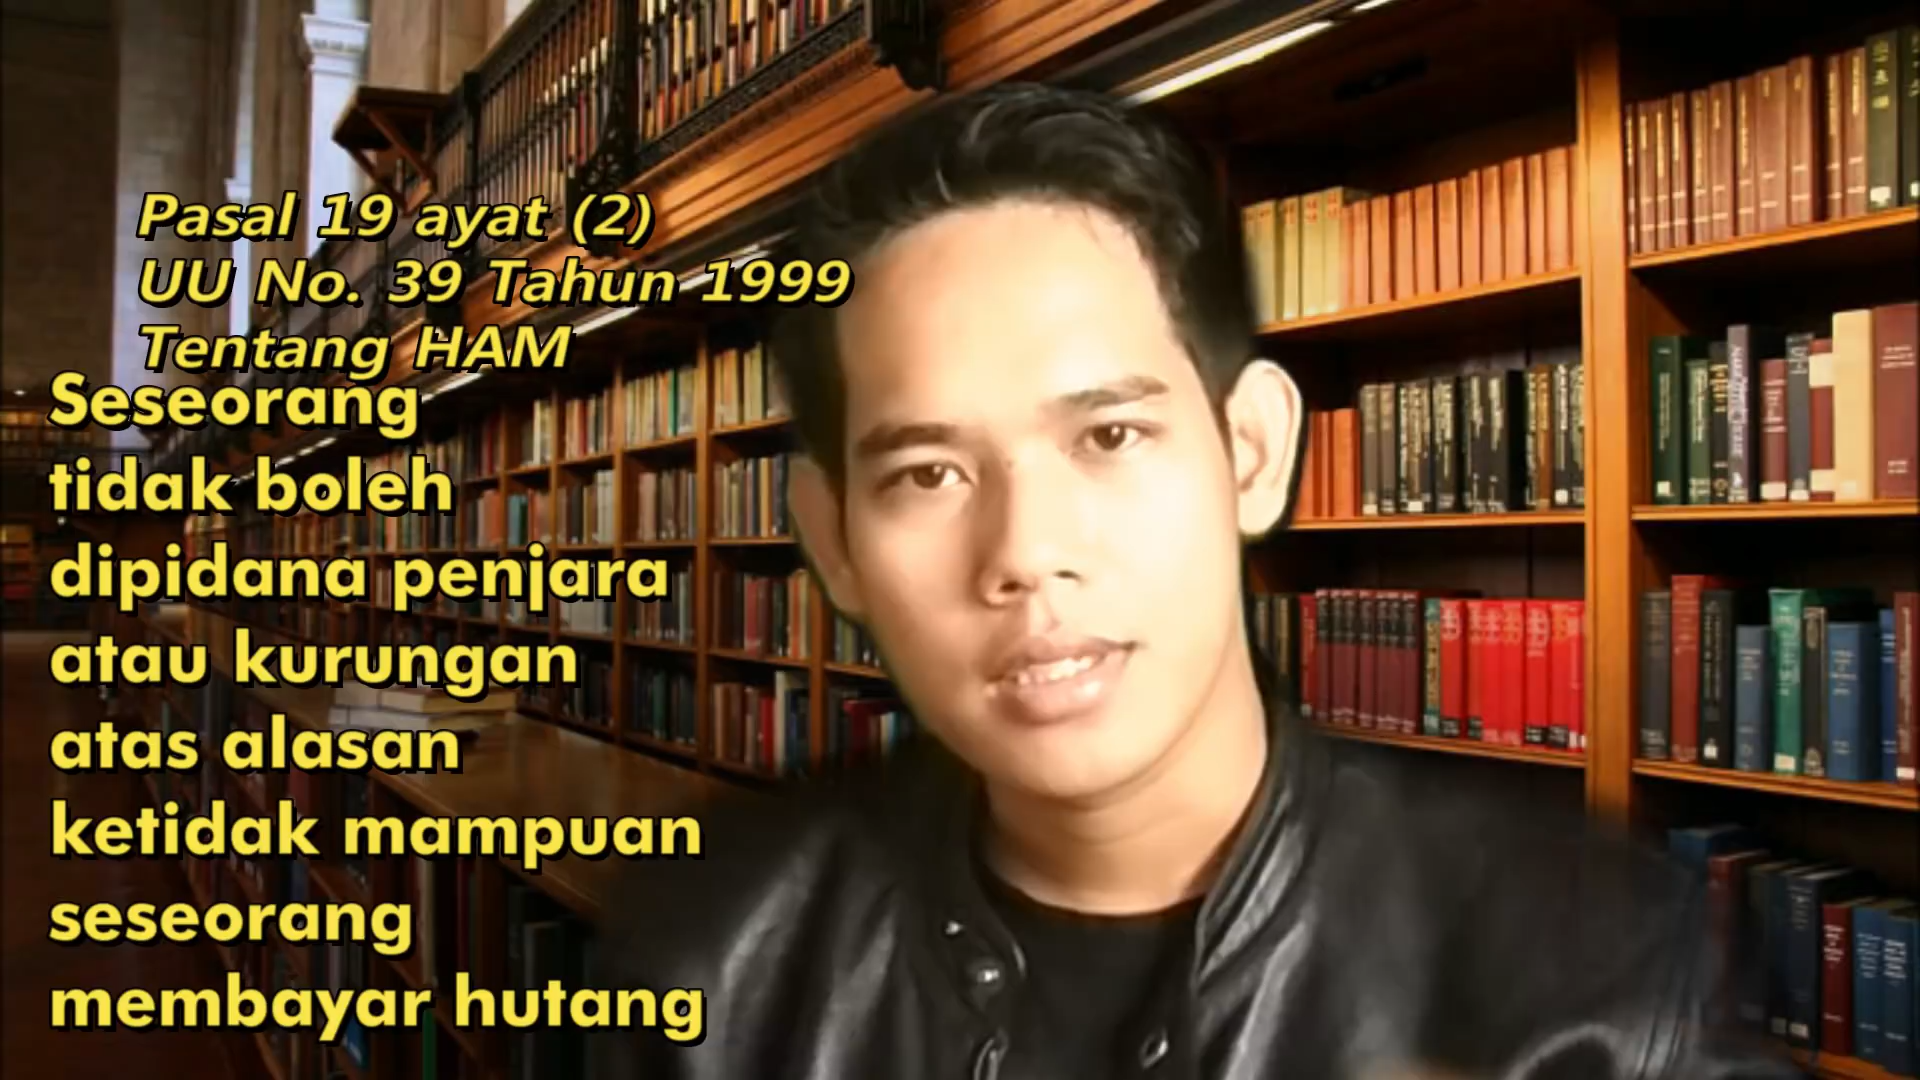 Pasal 19 ayat (2)
UU No. 39 Tahun 1999
Tentang HAM
Seseorang
tidak boleh
dipidana penjara
atau kurungan
atas alasan
ketidak mampuan
seseorang
membayar hutang